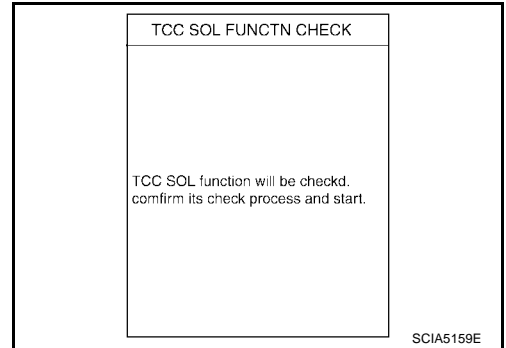 TCC SOL FUNCTN CHECK
TCC SOL function will be checkd.
comfirm its check process and start.
SCIA5159E